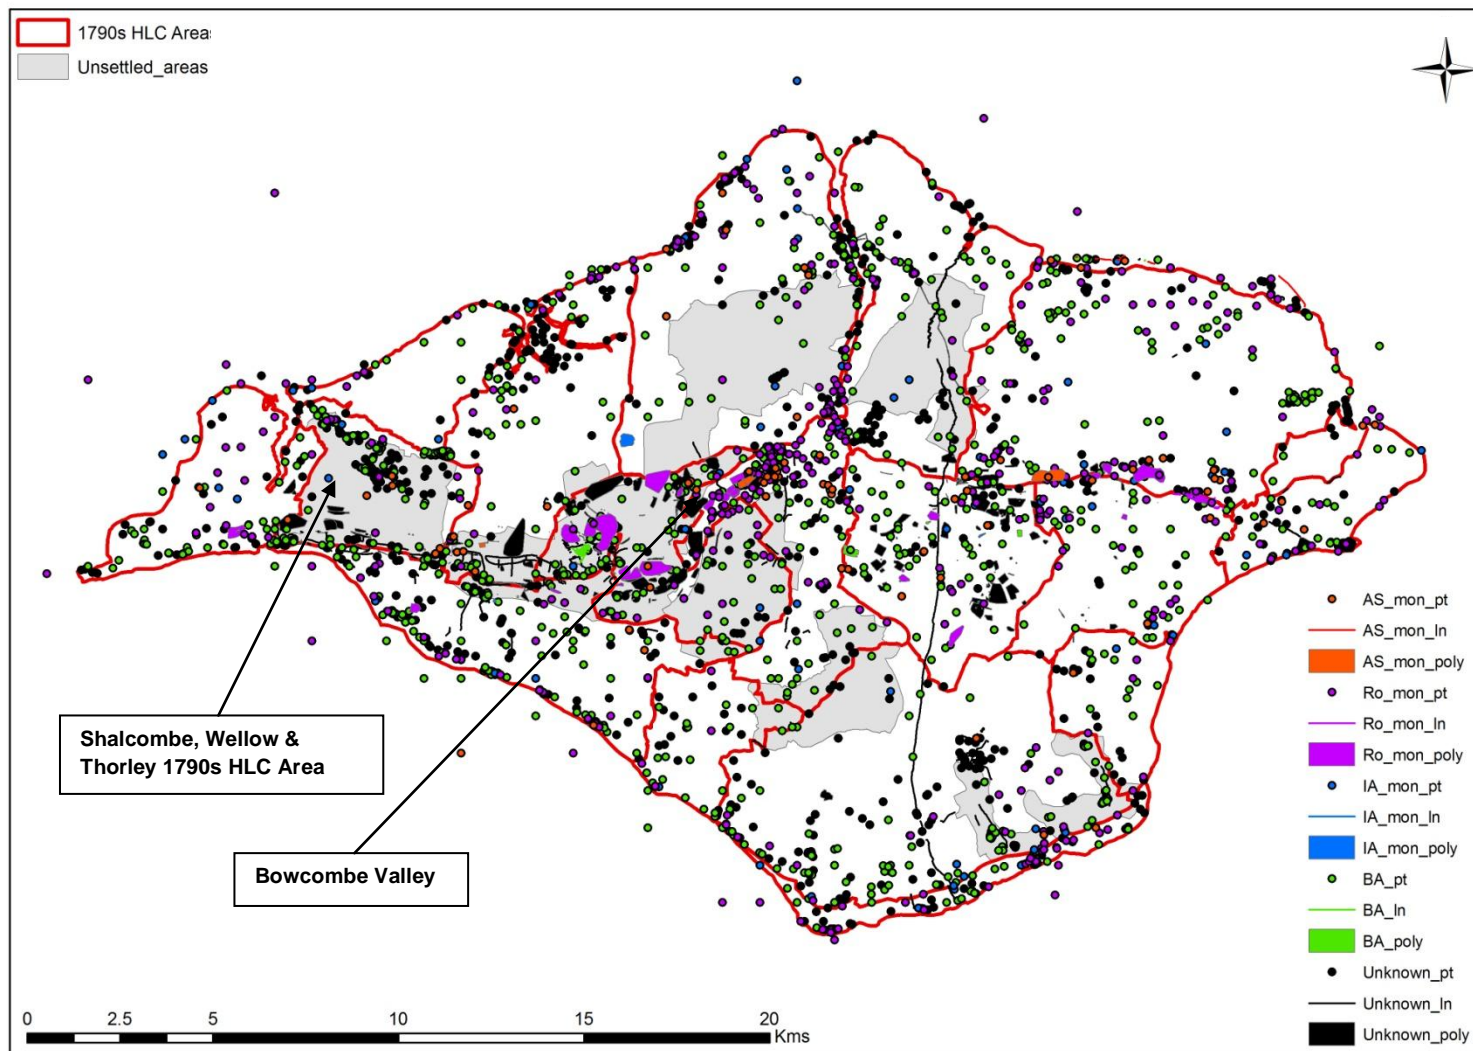 1790s HLC Area
Unsettled_areas
Shalcombe, Wellow &
Thorley 1790s HLC Area
Bowcombe Valley
AS_mon_pt
AS_mon_ln
AS_mon_poly
Ro_mon_pt
Ro_mon_ln
Ro_mon_poly
IA_mon_pt
IA_mon_ln
IA_mon_poly
BA_pt
BA_ln
BA_poly
Unknown_pt
Unknown_ln
Unknown_poly
0 2.5 5 10 15 20
Kms